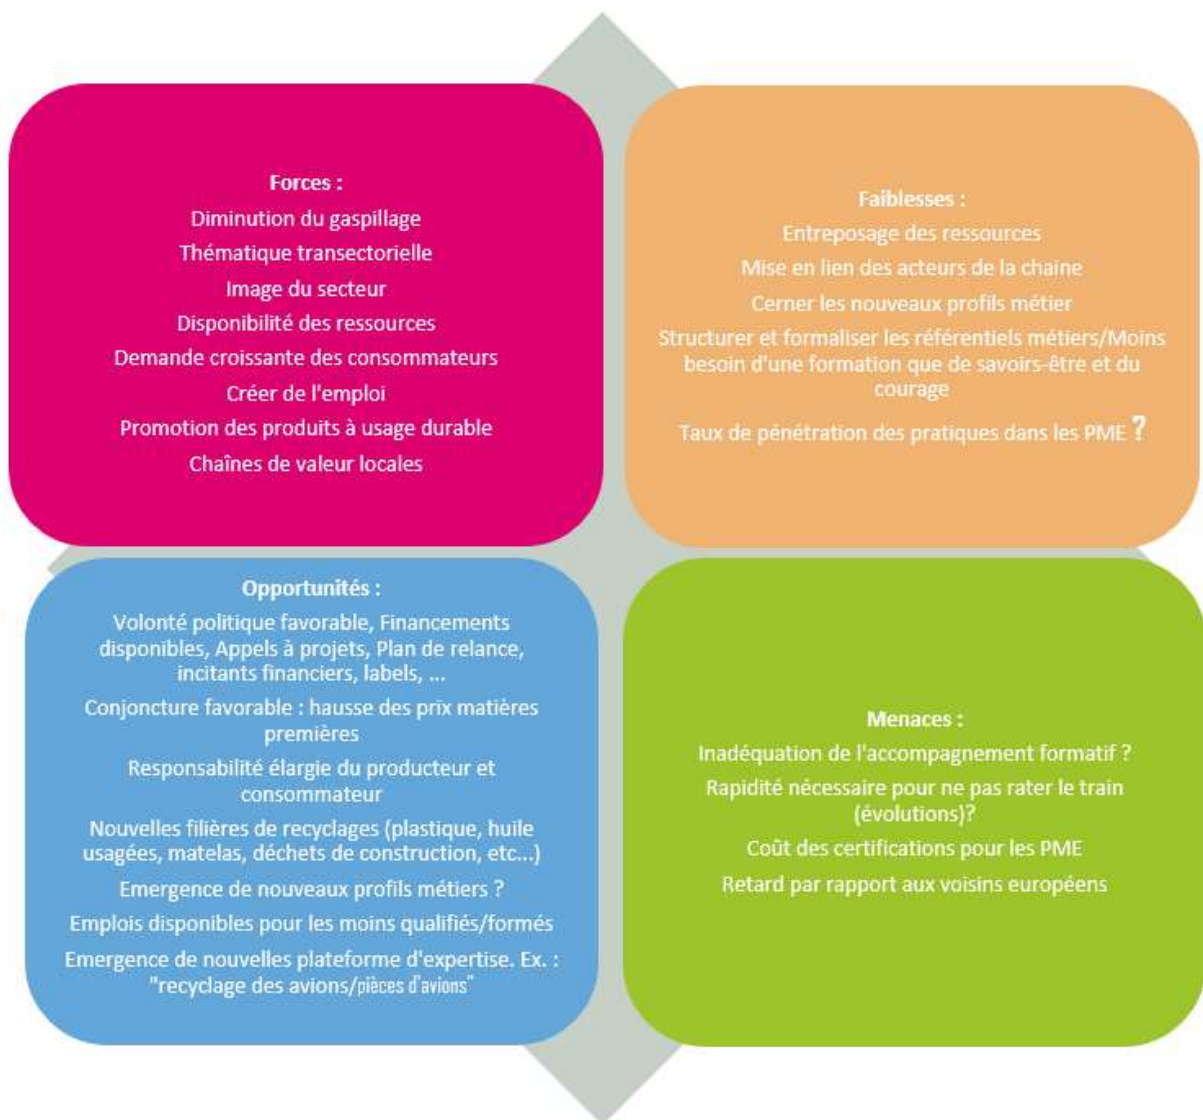 Forces :
Diminution du gaspillage
Thématique transectorielle
Image du secteur
Disponibilité des ressources
Demande croissante des consommateurs
Créer de l'emploi
Promotion des produits à usage durable
Chaînes de valeur locales
Faiblesses :
Entreposage des ressources
Mise en lien des acteurs de la chaine
Cerner les nouveaux profils métier
Structurer et formaliser les référentiels métiers/Moins
besoin d'une formation que de savoirs-être et du
courage
Taux de pénétration des pratiques dans les PME ?
Opportunités :
Volonté politique favorable, Financements
disponibles, Appels à projets, Plan de relance,
incitants financiers, labels, ...
Conjoncture favorable : hausse des prix matières
premières
Responsabilité élargie du producteur et
consommateur
Nouvelles filières de recyclages (plastique, huile
usagées, matelas, déchets de construction, etc...)
Emergence de nouveaux profils métiers ?
Emplois disponibles pour les moins qualifiés/formés
Emergence de nouvelles plateforme d'expertise. Ex. :
"recyclage des avions/pièces d'avions"
Menaces :
Inadéquation de l'accompagnement formatif ?
Rapidité nécessaire pour ne pas rater le train
(évolutions)?
Coût des certifications pour les PME
Retard par rapport aux voisins européens